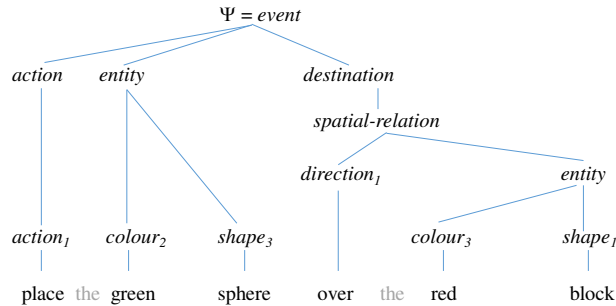 Ψ = event
action entity destination
spatial-relation
direction₁ entity
action₁ colour₂ shape₃ colour₃ shape₁
place the green sphere over the red block